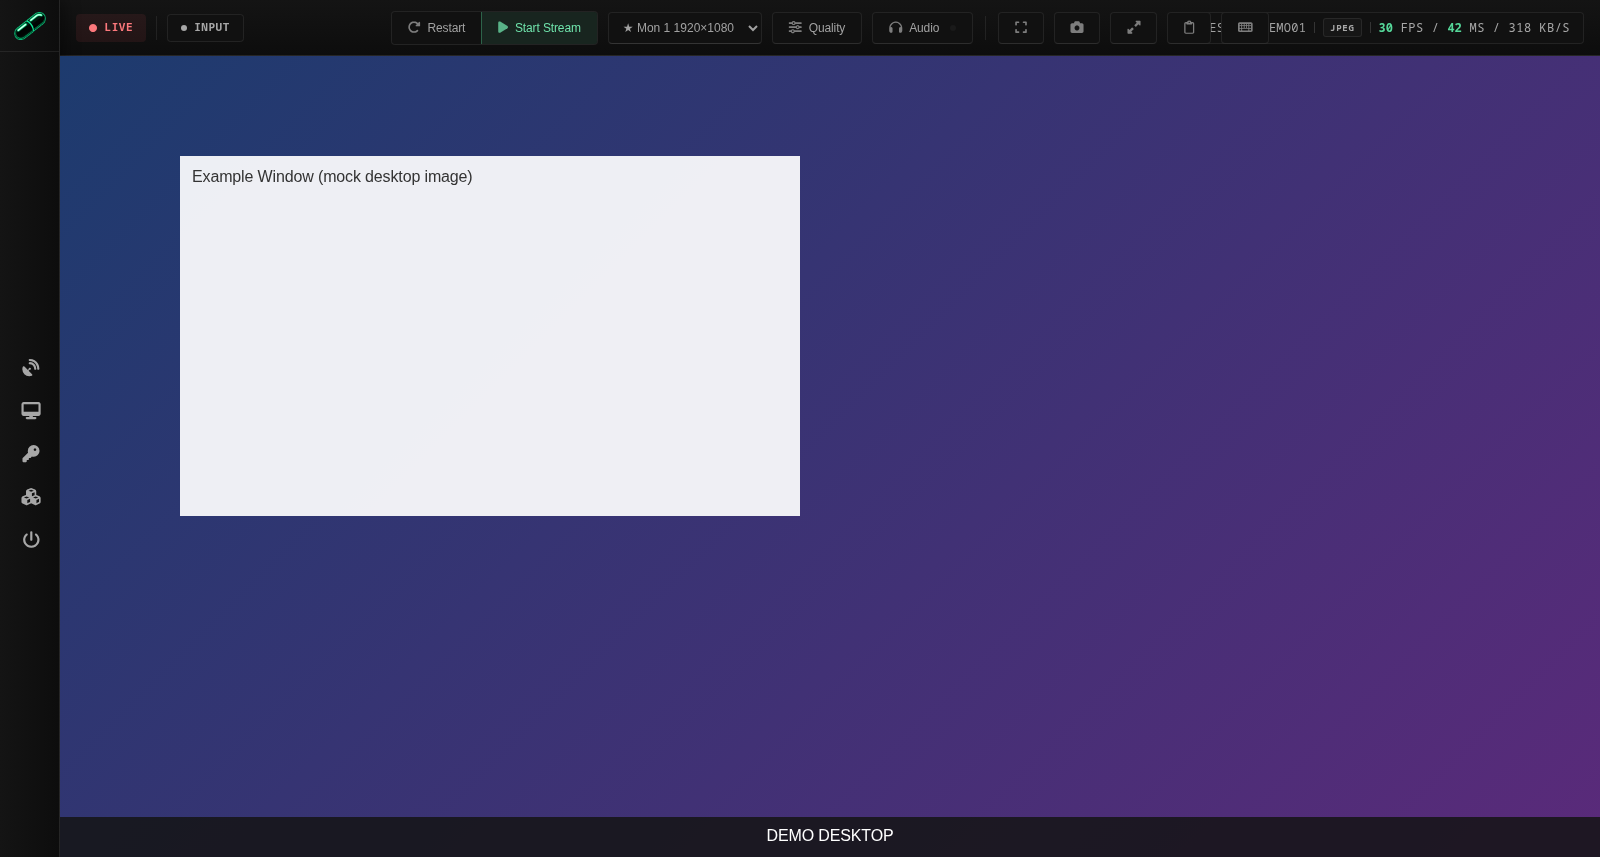 LIVE
INPUT
Restart
Start Stream
★ Mon 1 1920×1080
Quality
Audio
EMO01
JPEG
30 FPS / 42 MS / 318 KB/S
Example Window (mock desktop image)
DEMO DESKTOP